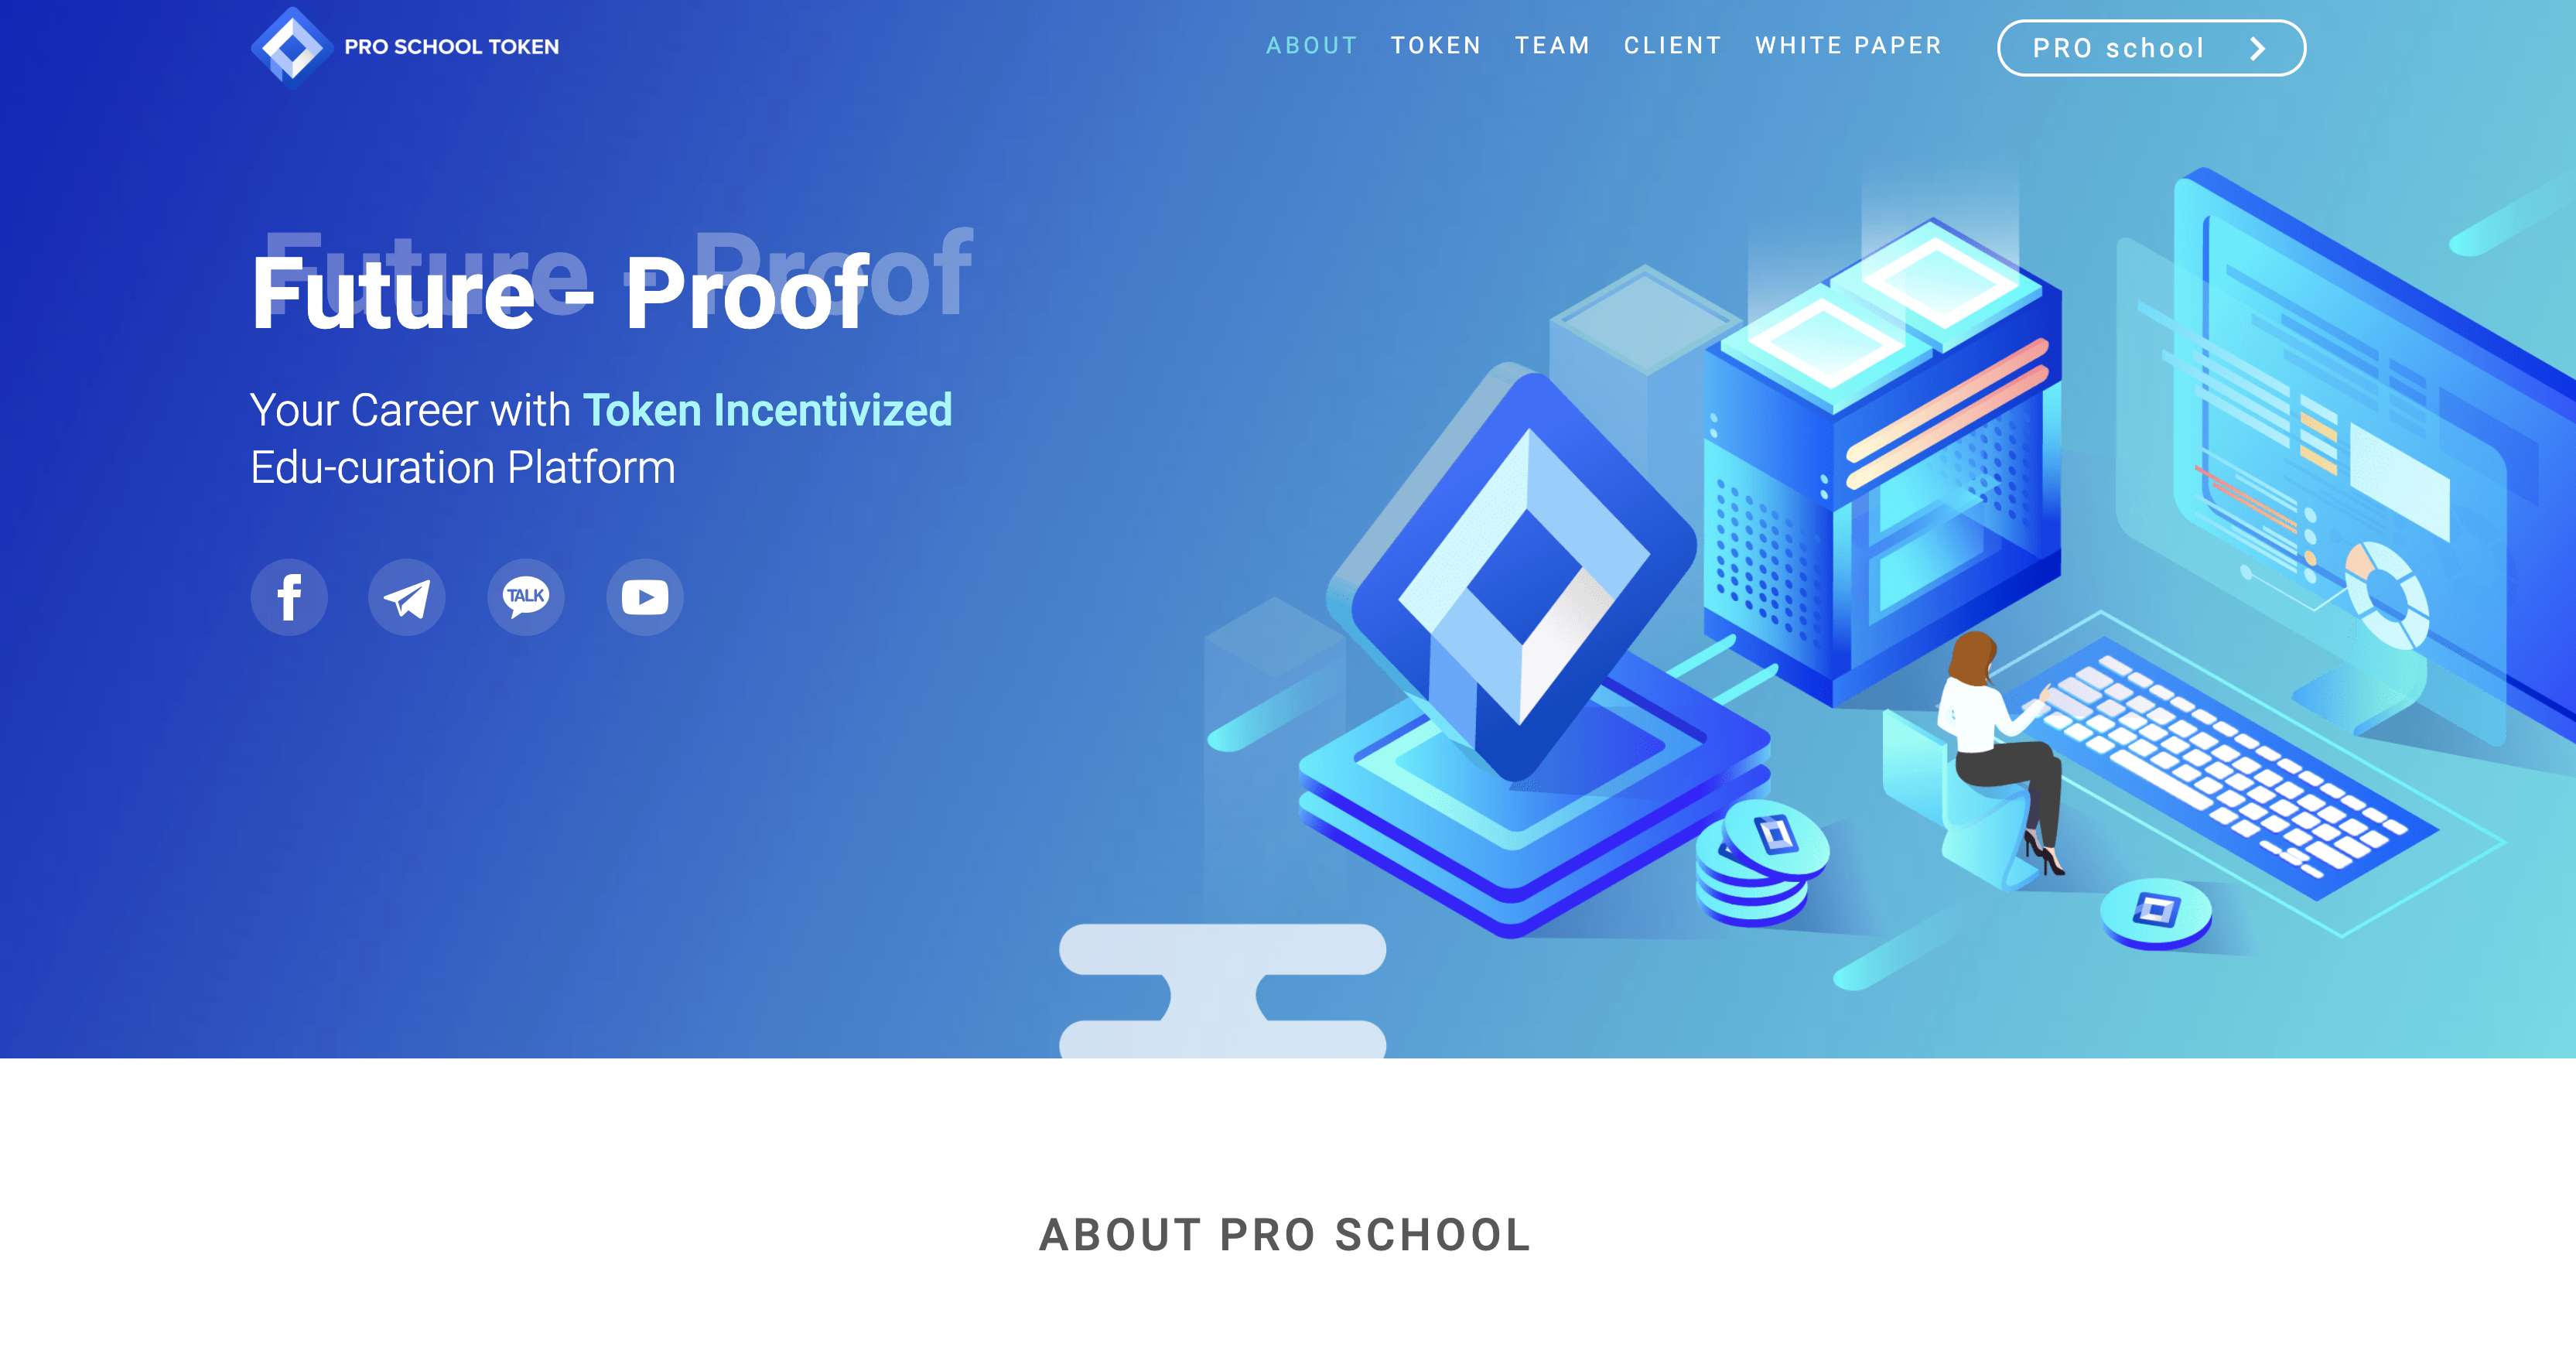 PRO SCHOOL TOKEN
ABOUT TOKEN TEAM CLIENT WHITE PAPER PRO school
Future - Proof
Future - Proof
Your Career with Token Incentivized
Edu-curation Platform
TALK
ABOUT PRO SCHOOL